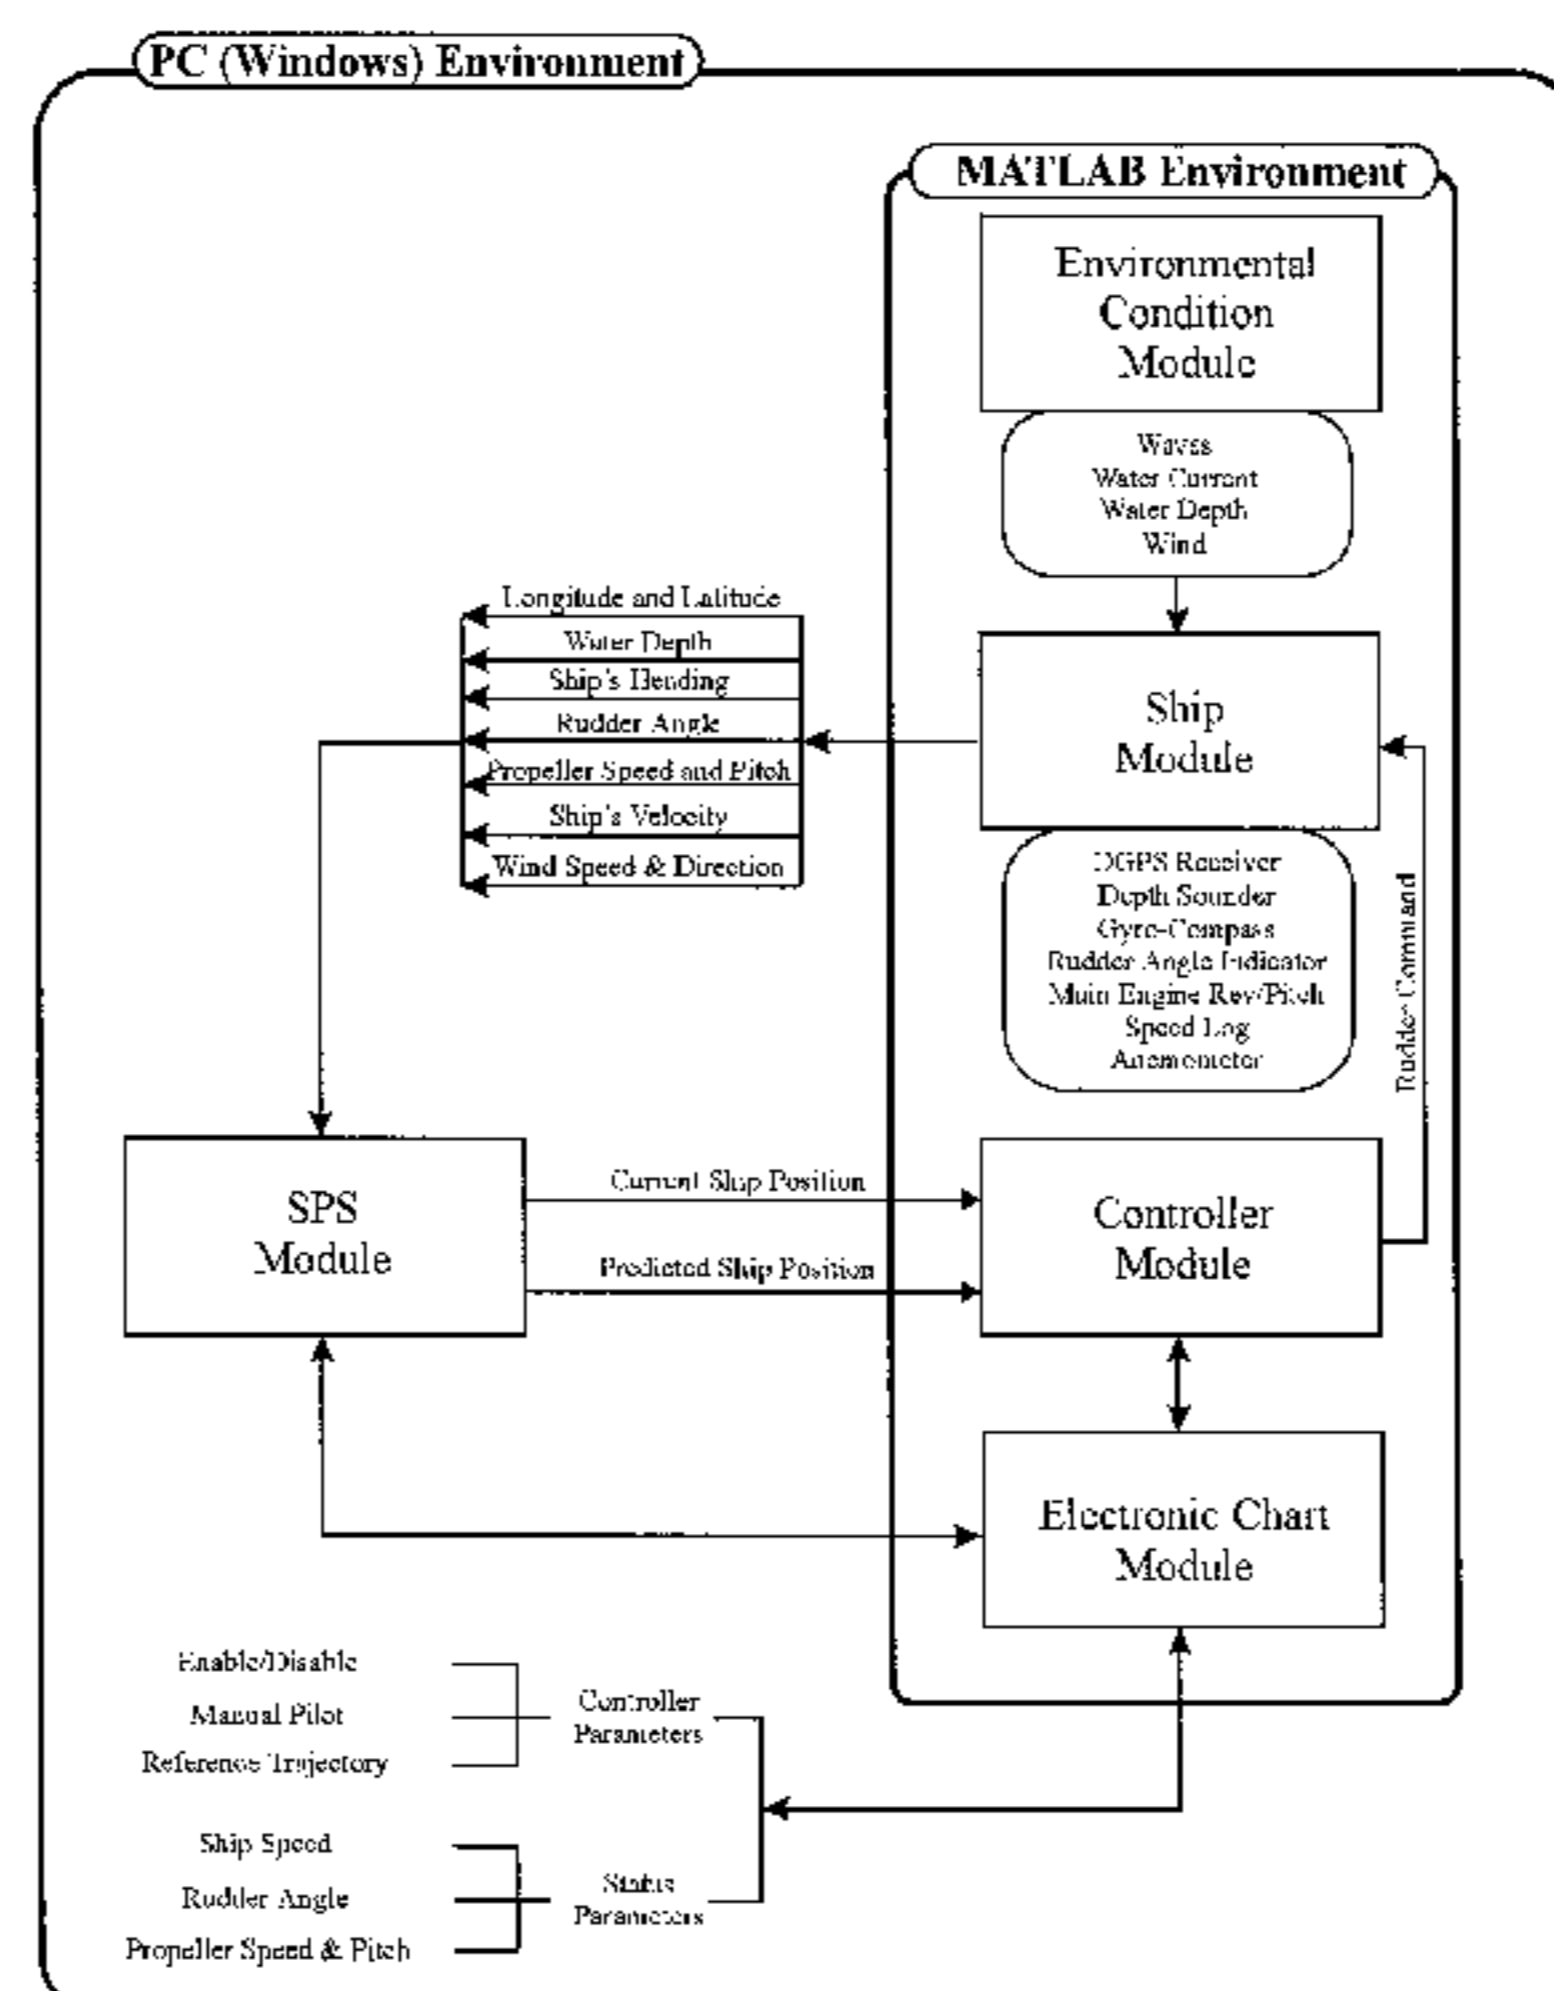 PC (Windows) Environment
MATLAB Environment
Environmental
Condition
Module
Waves
Water Current
Water Depth
Wind
Longitude and Latitude
Water Depth
Ship's Heading
Rudder Angle
Propeller Speed and Pitch
Ship's Velocity
Wind Speed & Direction
Ship
Module
DGPS Receiver
Depth Sounder
Gyro-Compass
Rudder Angle Indicator
Main Engine Rev/Pitch
Speed Log
Anemometer
Rudder Command
SPS
Module
Current Ship Position
Predicted Ship Position
Controller
Module
Electronic Chart
Module
Enable/Disable
Manual Pilot
Reference Trajectory
Controller
Parameters
Ship Speed
Rudder Angle
Propeller Speed & Pitch
Status
Parameters